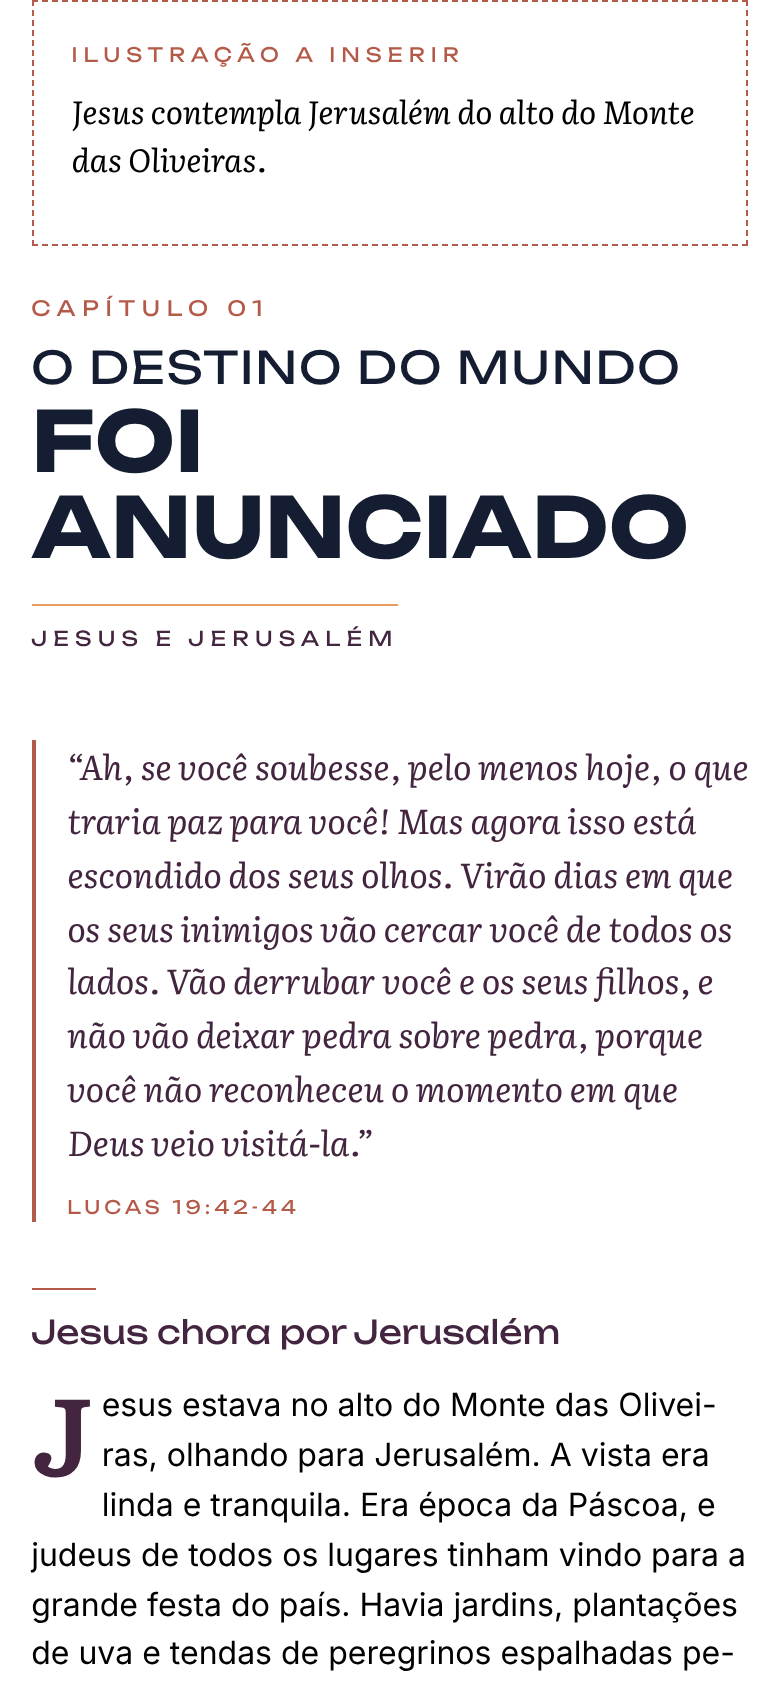 ILUSTRAÇÃO A INSERIR
Jesus contempla Jerusalém do alto do Monte
das Oliveiras.
CAPÍTULO 01
O DESTINO DO MUNDO
FOI
ANUNCIADO
JESUS E JERUSALÉM
“Ah, se você soubesse, pelo menos hoje, o que
traria paz para você! Mas agora isso está
escondido dos seus olhos. Virão dias em que
os seus inimigos vão cercar você de todos os
lados. Vão derrubar você e os seus filhos, e
não vão deixar pedra sobre pedra, porque
você não reconheceu o momento em que
Deus veio visitá-la.”
LUCAS 19:42-44
Jesus chora por Jerusalém
Jesus estava no alto do Monte das Olivei-
ras, olhando para Jerusalém. A vista era
linda e tranquila. Era época da Páscoa, e
judeus de todos os lugares tinham vindo para a
grande festa do país. Havia jardins, plantações
de uva e tendas de peregrinos espalhadas pe-